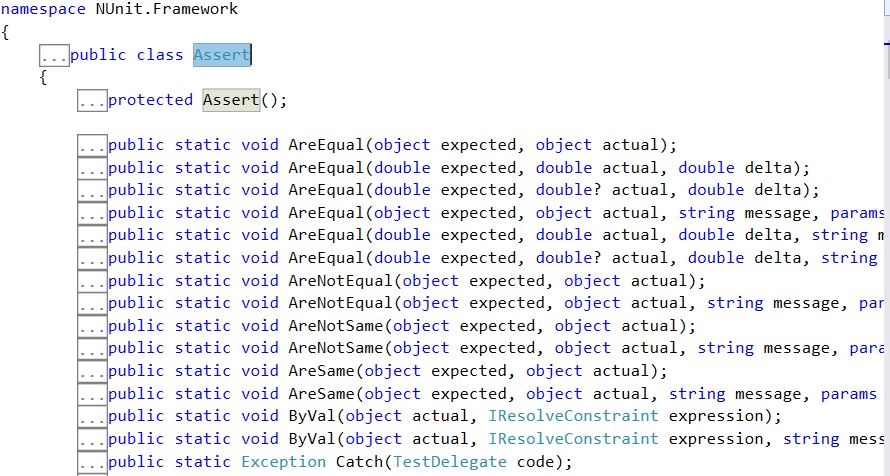 namespace NUnit.Framework
{
...public class Assert
{
...protected Assert();
...public static void AreEqual(object expected, object actual);
...public static void AreEqual(double expected, double actual, double delta);
...public static void AreEqual(double expected, double? actual, double delta);
...public static void AreEqual(object expected, object actual, string message, params
...public static void AreEqual(double expected, double actual, double delta, string m
...public static void AreEqual(double expected, double? actual, double delta, string
...public static void AreNotEqual(object expected, object actual);
...public static void AreNotEqual(object expected, object actual, string message, par
...public static void AreNotSame(object expected, object actual);
...public static void AreNotSame(object expected, object actual, string message, para
...public static void AreSame(object expected, object actual);
...public static void AreSame(object expected, object actual, string message, params
...public static void ByVal(object actual, IResolveConstraint expression);
...public static void ByVal(object actual, IResolveConstraint expression, string mess
...public static Exception Catch(TestDelegate code);